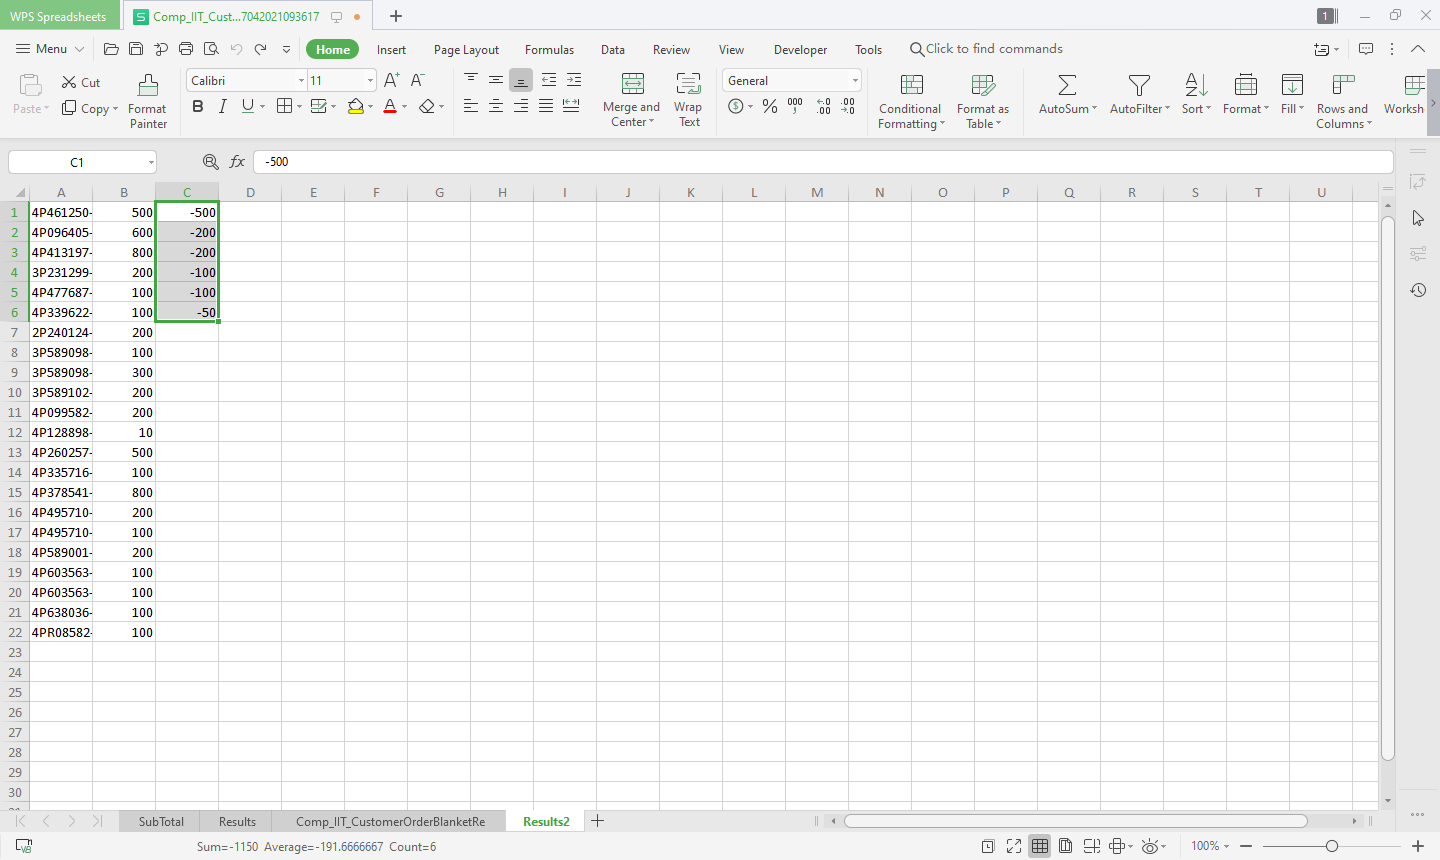 WPS Spreadsheets
Comp_IIT_Cust...7042021093617
1
Menu
Home
Insert
Page Layout
Formulas
Data
Review
View
Developer
Tools
Click to find commands
Paste
Cut
Copy
Format
Painter
Calibri
11
B I U
A
Merge and
Center
Wrap
Text
General
Conditional
Formatting
Format as
Table
AutoSum
AutoFilter
Sort
Format
Fill
Rows and
Columns
Worksh
C1
fx
-500
A B C D E F G H I J K L M N O P Q R S T U
1 4P461250- 500 -500
2 4P096405- 600 -200
3 4P413197- 800 -200
4 3P231299- 200 -100
5 4P477687- 100 -100
6 4P339622- 100 -50
7 2P240124- 200
8 3P589098- 100
9 3P589098- 300
10 3P589102- 200
11 4P099582- 200
12 4P128898- 10
13 4P260257- 500
14 4P335716- 100
15 4P378541- 800
16 4P495710- 200
17 4P495710- 100
18 4P589001- 200
19 4P603563- 100
20 4P603563- 100
21 4P638036- 100
22 4PR08582- 100
23
24
25
26
27
28
29
30
SubTotal
Results
Comp_IIT_CustomerOrderBlanketRe
Results2
Sum=-1150 Average=-191.6666667 Count=6
100%